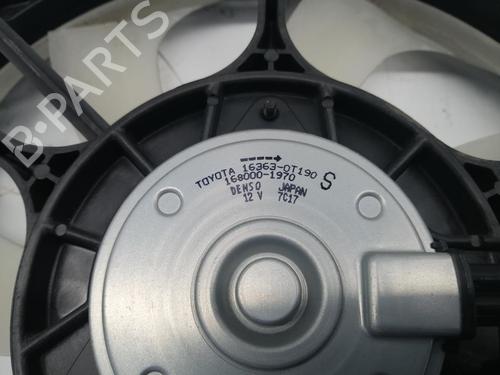 TOYOTA 16363-0T190
168000-1970 S
DENSO JAPAN
12 V 7C17
B-PARTS